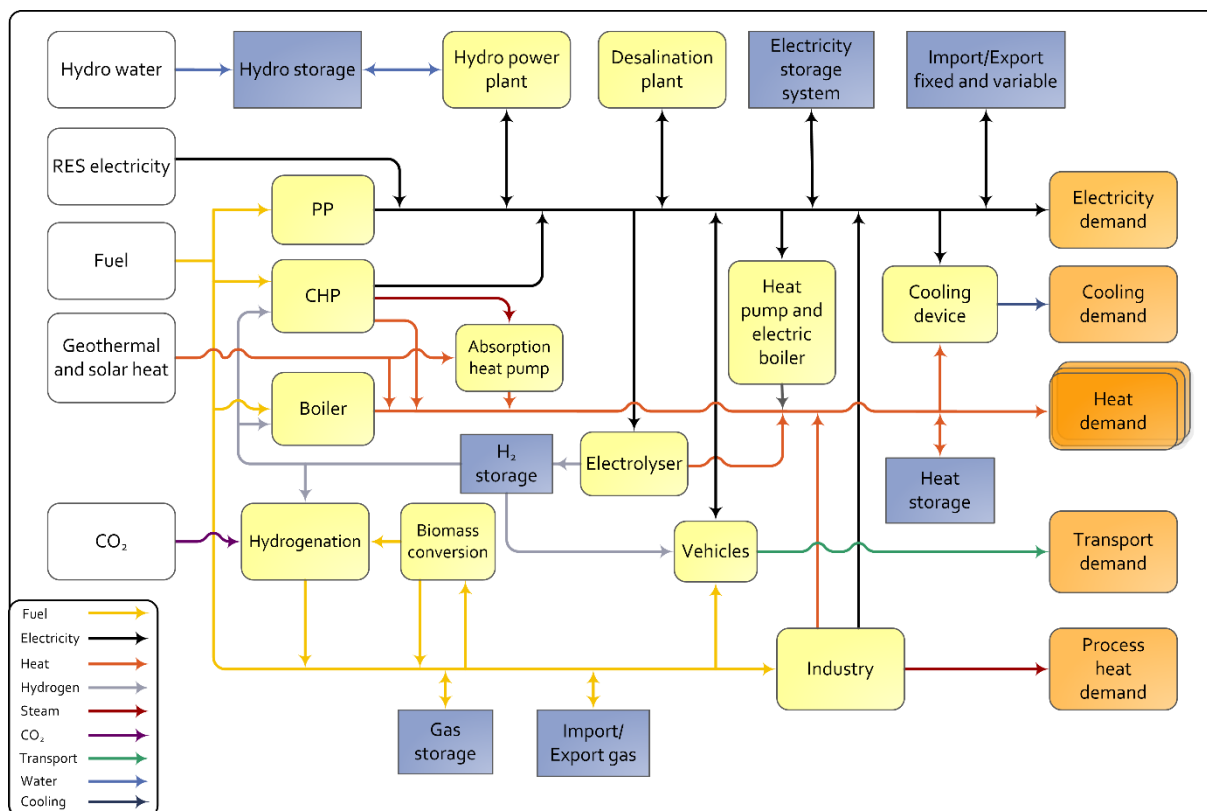 Hydro water
Hydro storage
Hydro power
plant
Desalination
plant
Electricity
storage
system
Import/Export
fixed and variable
RES electricity
PP
Electricity
demand
Fuel
CHP
Heat
pump and
electric
boiler
Cooling
device
Cooling
demand
Geothermal
and solar heat
Absorption
heat pump
Boiler
Heat
demand
H₂
storage
Electrolyser
Heat
storage
CO₂
Hydrogenation
Biomass
conversion
Vehicles
Transport
demand
Industry
Process
heat
demand
Gas
storage
Import/
Export gas
Fuel
Electricity
Heat
Hydrogen
Steam
CO₂
Transport
Water
Cooling